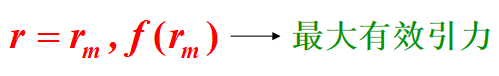 r = r_m , f(r_m) ⟶ 最大有效引力